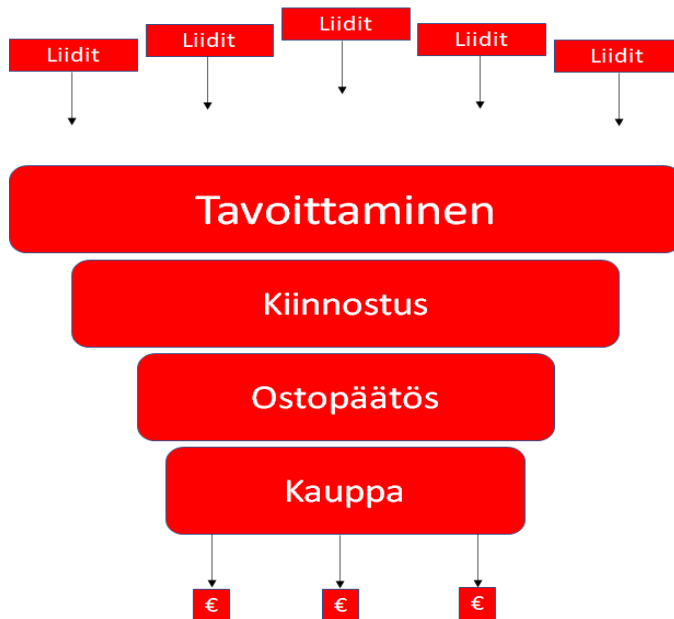 Liidit
Liidit
Liidit
Liidit
Liidit
Tavoittaminen
Kiinnostus
Ostopäätös
Kauppa
€
€
€